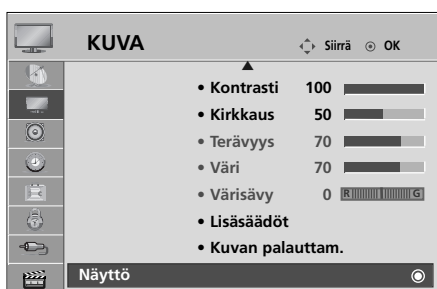 KUVA Siirrä OK
• Kontrasti 100
• Kirkkaus 50
• Terävyys 70
• Väri 70
• Värisävy 0 R G
• Lisäsäädöt
• Kuvan palauttam.
Näyttö